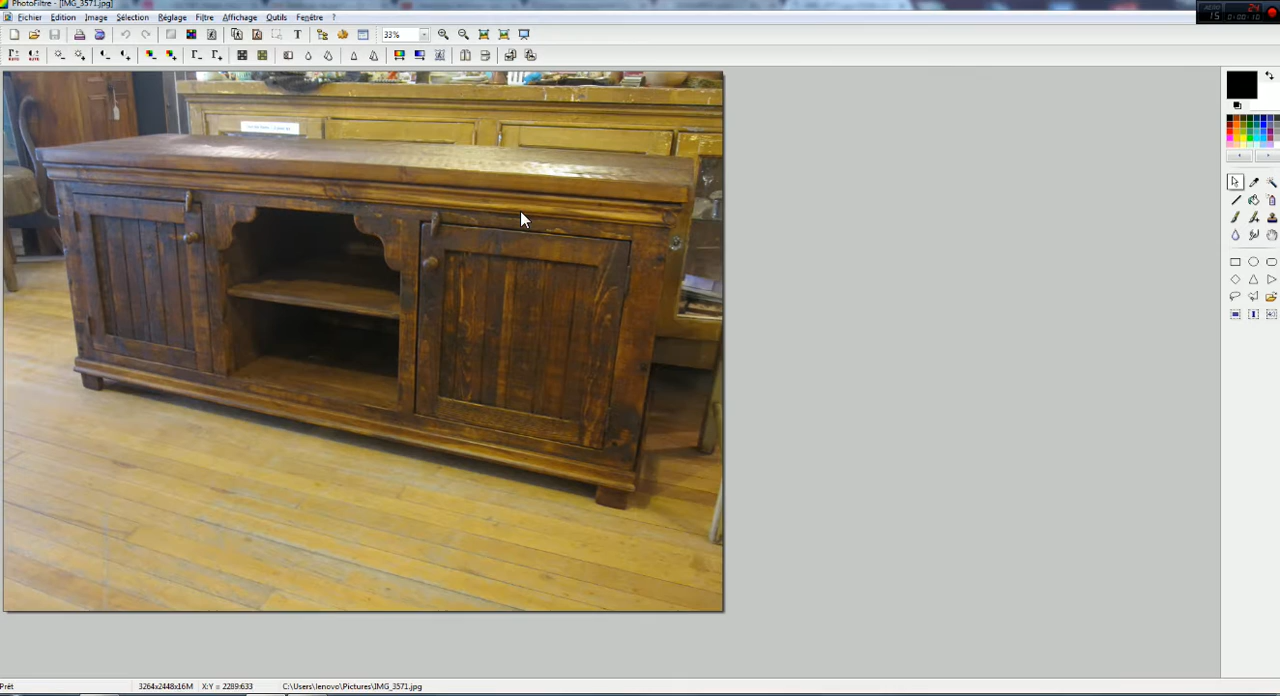 PhotoFiltre - [IMG_3571.jpg]
Fichier Edition Image Sélection Réglage Filtre Affichage Outils Fenêtre ?
33%
Prêt 3264x2448x16M X:Y = 2289:633 C:\Users\lenovo\Pictures\IMG_3571.jpg